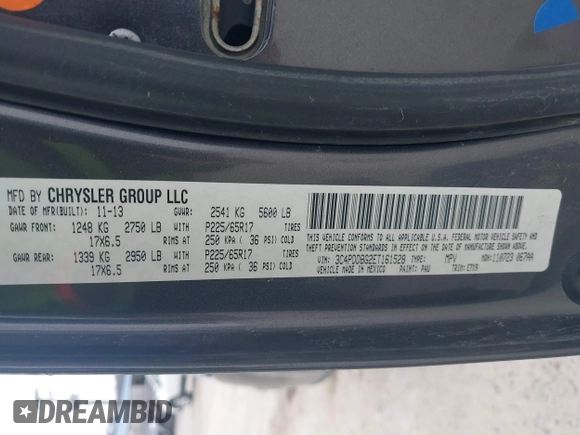 MFD BY CHRYSLER GROUP LLC
DATE OF MFR(BUILT): 11-13 GVWR: 2541 KG 5600 LB
GAWR FRONT: 1248 KG 2750 LB WITH P225/65R17 TIRES
17X6.5 RIMS AT 250 KPA ( 36 PSI) COLD
GAWR REAR: 1339 KG 2950 LB WITH P225/65R17 TIRES
17X6.5 RIMS AT 250 KPA ( 36 PSI) COLD
THIS VEHICLE CONFORMS TO ALL APPLICABLE U.S.A. FEDERAL MOTOR VEHICLE SAFETY AND
THEFT PREVENTION STANDARDS IN EFFECT ON THE DATE OF MANUFACTURE SHOWN ABOVE.
VEHICLE MADE IN MEXICO
VIN: 3C4PDDBG2ET161528 TYPE: MPV MDH: 110723 067AA
PAINT: PAU TRIM:
DREAMBID